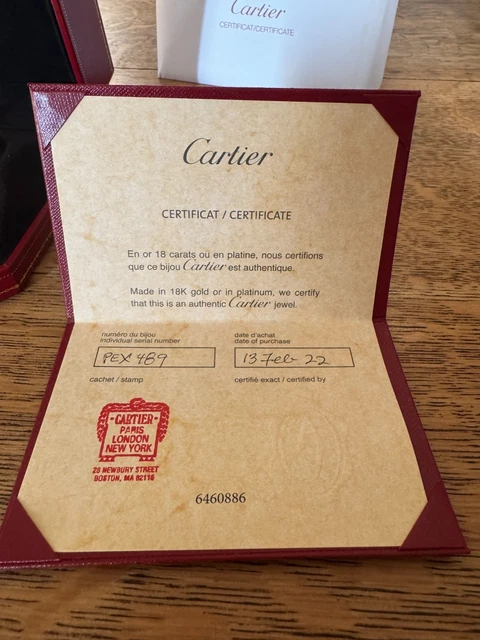 Cartier
CERTIFICAT/CERTIFICATE
Cartier
CERTIFICAT / CERTIFICATE
En or 18 carats ou en platine, nous certifions
que ce bijou Cartier est authentique.
Made in 18K gold or in platinum, we certify
that this is an authentic Cartier jewel.
numéro du bijou
individual serial number
date d'achat
date of purchase
PEX 4B9
13 Feb 22
cachet / stamp
certifié exact / certified by
-CARTIER-
PARIS
LONDON
NEW YORK
28 NEWBURY STREET
BOSTON, MA 02116
6460886